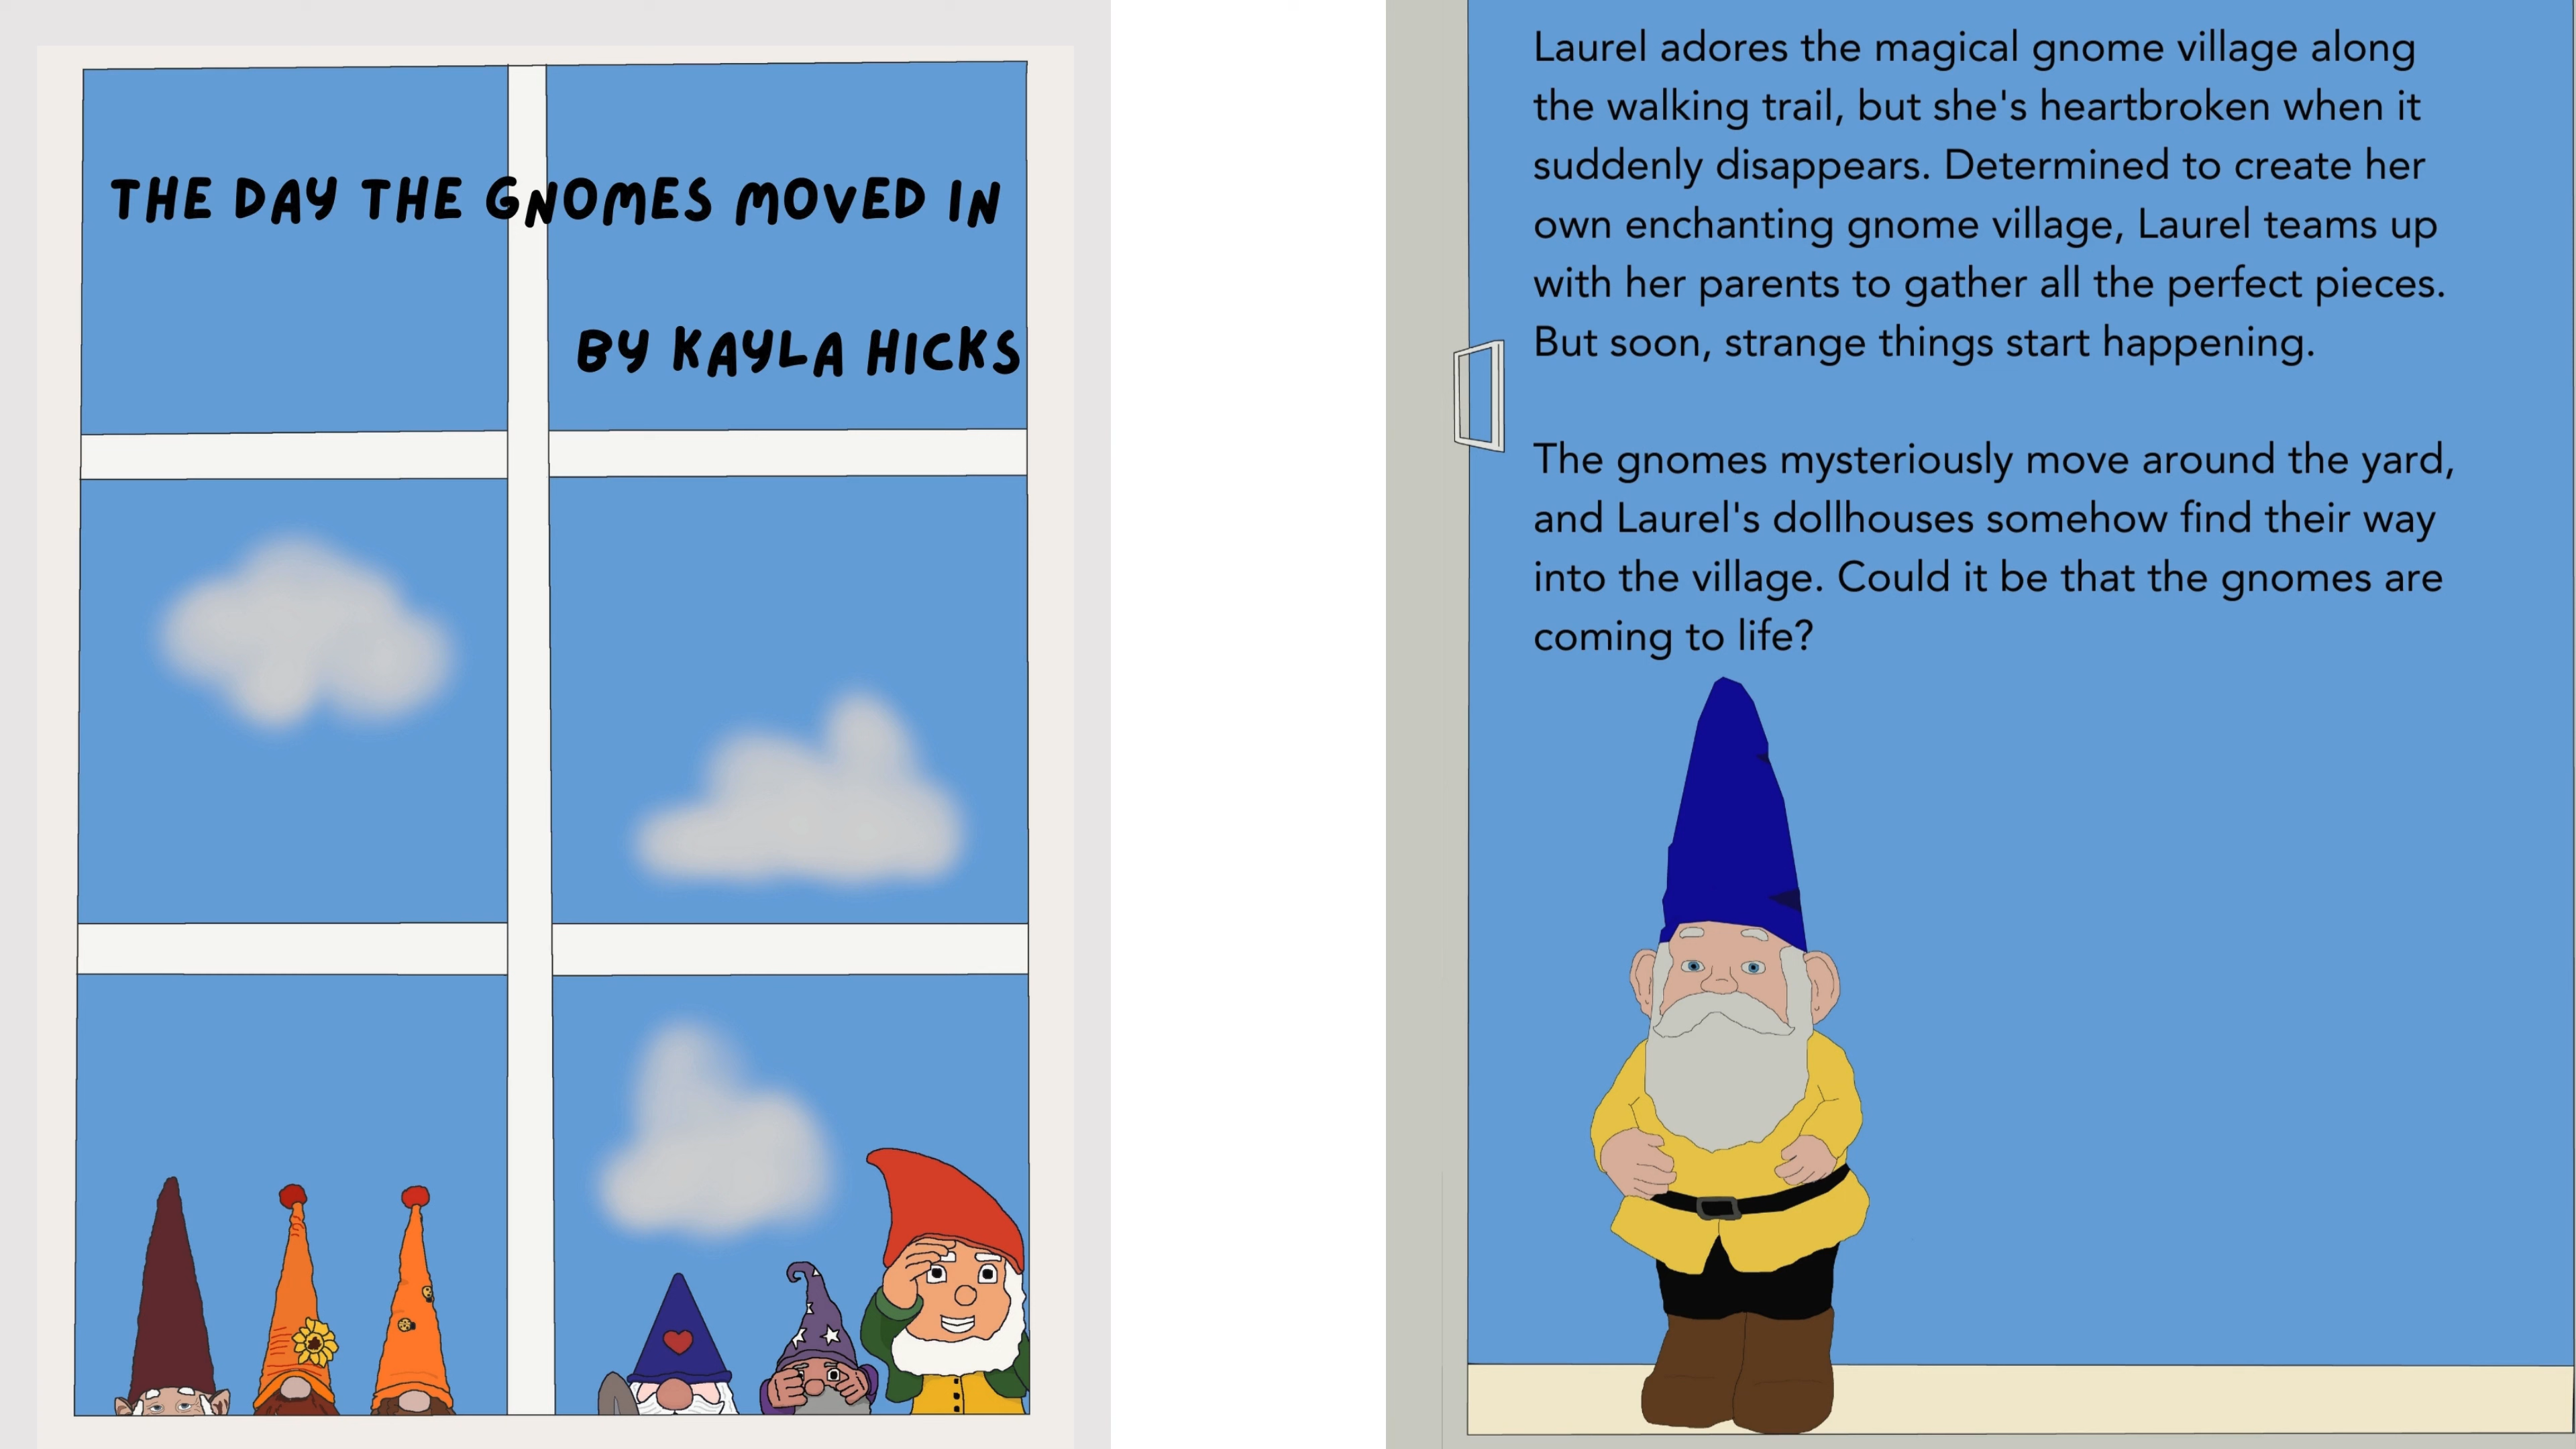 THE DAY THE GNOMES MOVED IN
BY KAYLA HICKS
Laurel adores the magical gnome village along
the walking trail, but she's heartbroken when it
suddenly disappears. Determined to create her
own enchanting gnome village, Laurel teams up
with her parents to gather all the perfect pieces.
But soon, strange things start happening.
The gnomes mysteriously move around the yard,
and Laurel's dollhouses somehow find their way
into the village. Could it be that the gnomes are
coming to life?